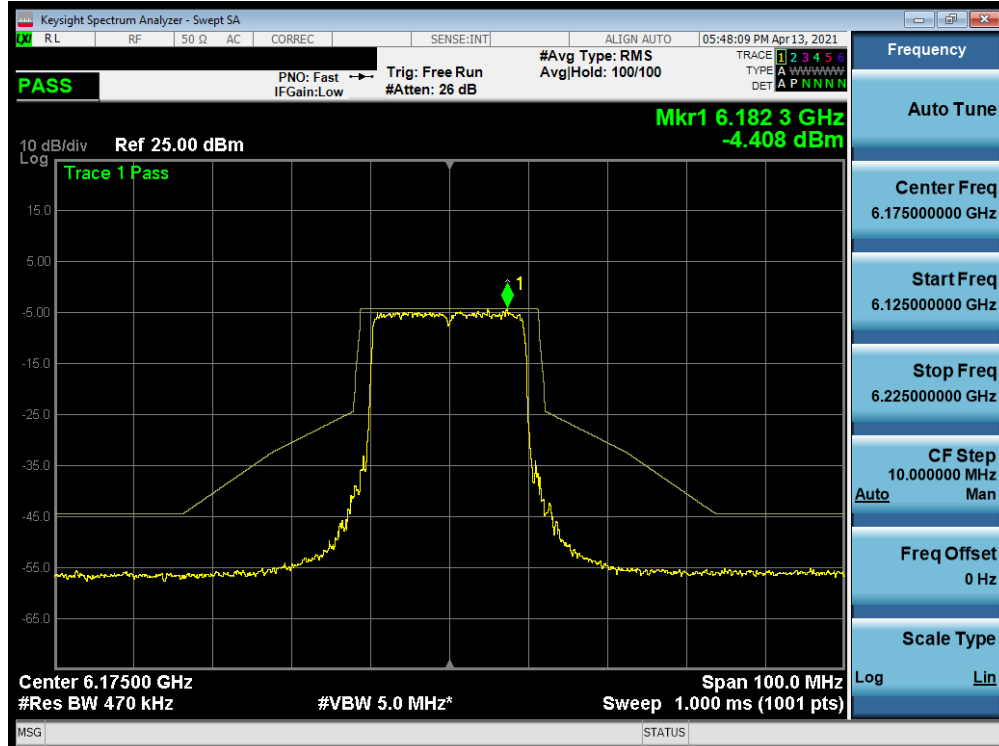 Keysight Spectrum Analyzer - Swept SA
LXI RL RF 50 Ω AC CORREC SENSE:INT ALIGN AUTO 05:48:09 PM Apr 13, 2021
PASS
PNO: Fast
IFGain:Low
Trig: Free Run
#Atten: 26 dB
#Avg Type: RMS
Avg|Hold: 100/100
TRACE 1 2 3 4 5 6
TYPE A WWWWW
DET A P N N N N
Mkr1 6.182 3 GHz
-4.408 dBm
10 dB/div Ref 25.00 dBm
Log
Trace 1 Pass
15.0
5.00
1
-5.00
-15.0
-25.0
-35.0
-45.0
-55.0
-65.0
Center 6.17500 GHz Span 100.0 MHz
#Res BW 470 kHz #VBW 5.0 MHz* Sweep 1.000 ms (1001 pts)
MSG STATUS
Frequency
Auto Tune
Center Freq
6.175000000 GHz
Start Freq
6.125000000 GHz
Stop Freq
6.225000000 GHz
CF Step
10.000000 MHz
Auto Man
Freq Offset
0 Hz
Scale Type
Log Lin